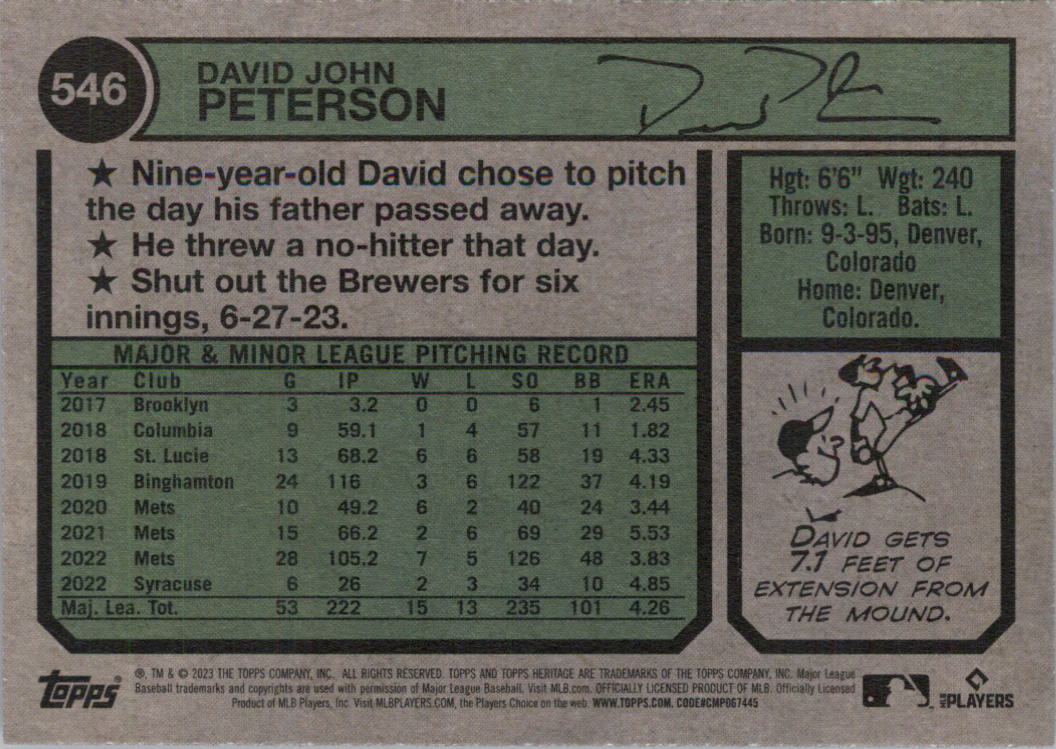 546
DAVID JOHN
PETERSON
★ Nine-year-old David chose to pitch
the day his father passed away.
★ He threw a no-hitter that day.
★ Shut out the Brewers for six
innings, 6-27-23.
Hgt: 6'6" Wgt: 240
Throws: L. Bats: L.
Born: 9-3-95, Denver,
Colorado
Home: Denver,
Colorado.
MAJOR & MINOR LEAGUE PITCHING RECORD
Year Club G IP W L SO BB ERA
2017 Brooklyn 3 3.2 0 0 6 1 2.45
2018 Columbia 9 59.1 1 4 57 11 1.82
2018 St. Lucie 13 68.2 6 6 58 19 4.33
2019 Binghamton 24 116 3 6 122 37 4.19
2020 Mets 10 49.2 6 2 40 24 3.44
2021 Mets 15 66.2 2 6 69 29 5.53
2022 Mets 28 105.2 7 5 126 48 3.83
2022 Syracuse 6 26 2 3 34 10 4.85
Maj. Lea. Tot. 53 222 15 13 235 101 4.26
DAVID GETS
7.1 FEET OF
EXTENSION FROM
THE MOUND.
Topps
®, TM & © 2023 THE TOPPS COMPANY, INC. ALL RIGHTS RESERVED. TOPPS AND TOPPS HERITAGE ARE TRADEMARKS OF THE TOPPS COMPANY, INC. Major League
Baseball trademarks and copyrights are used with permission of Major League Baseball. Visit MLB.com. OFFICIALLY LICENSED PRODUCT OF MLB. Officially Licensed
Product of MLB Players, Inc. Visit MLBPLAYERS.COM, the Players Choice on the web. WWW.TOPPS.COM. CODE#CMP067445
MLB PLAYERS